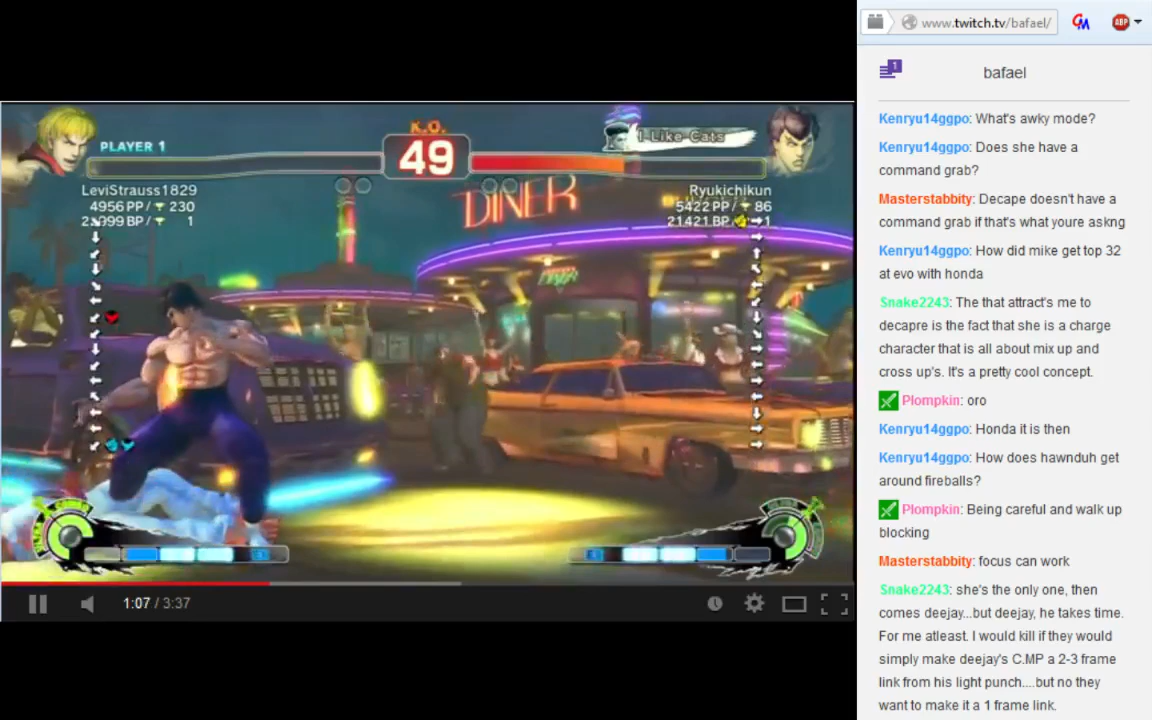 www.twitch.tv/bafael/
GM
ABP
1
bafael
K.O.
PLAYER 1
49
I-Like-Cats
LeviStrauss1829
4956 PP / 230
1
Ryukichikun
5422 PP / 86
21421 BP 1
DINER
1:07 / 3:37
Kenryu14ggpo: What's awky mode?
Kenryu14ggpo: Does she have a
command grab?
Masterstabbity: Decape doesn't have a
command grab if that's what youre askng
Kenryu14ggpo: How did mike get top 32
at evo with honda
Snake2243: The that attract's me to
decapre is the fact that she is a charge
character that is all about mix up and
cross up's. It's a pretty cool concept.
Plompkin: oro
Kenryu14ggpo: Honda it is then
Kenryu14ggpo: How does hawnduh get
around fireballs?
Plompkin: Being careful and walk up
blocking
Masterstabbity: focus can work
Snake2243: she's the only one, then
comes deejay...but deejay, he takes time.
For me atleast. I would kill if they would
simply make deejay's C.MP a 2-3 frame
link from his light punch....but no they
want to make it a 1 frame link.